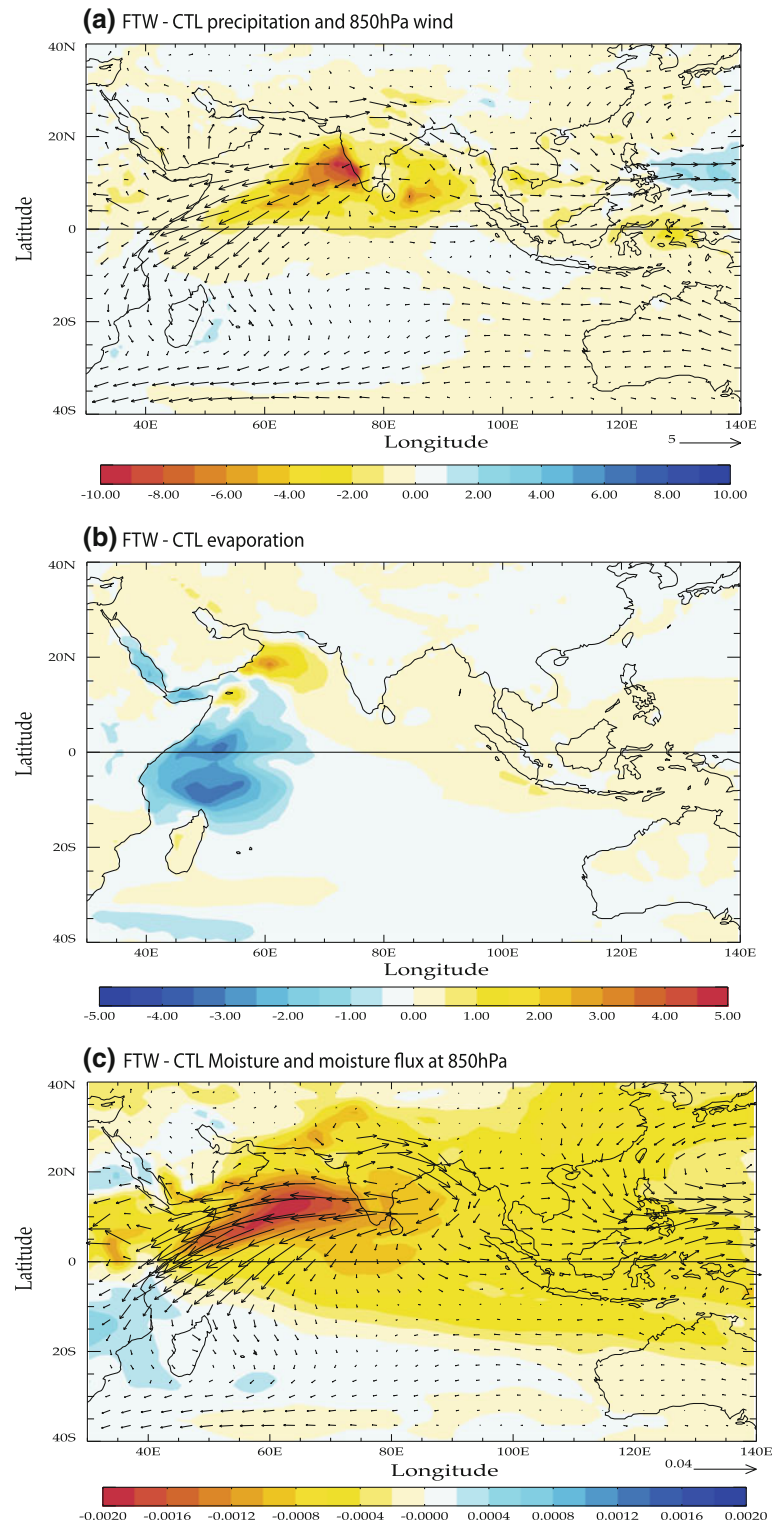 (a) FTW - CTL precipitation and 850hPa wind
40N
20N
0
20S
40S
Latitude
40E 60E 80E 100E 120E 140E
Longitude
5
-10.00 -8.00 -6.00 -4.00 -2.00 0.00 2.00 4.00 6.00 8.00 10.00
(b) FTW - CTL evaporation
40N
20N
0
20S
40S
Latitude
40E 60E 80E 100E 120E 140E
Longitude
-5.00 -4.00 -3.00 -2.00 -1.00 0.00 1.00 2.00 3.00 4.00 5.00
(c) FTW - CTL Moisture and moisture flux at 850hPa
40N
20N
0
20S
40S
Latitude
40E 60E 80E 100E 120E 140E
Longitude
0.04
-0.0020 -0.0016 -0.0012 -0.0008 -0.0004 -0.0000 0.0004 0.0008 0.0012 0.0016 0.0020